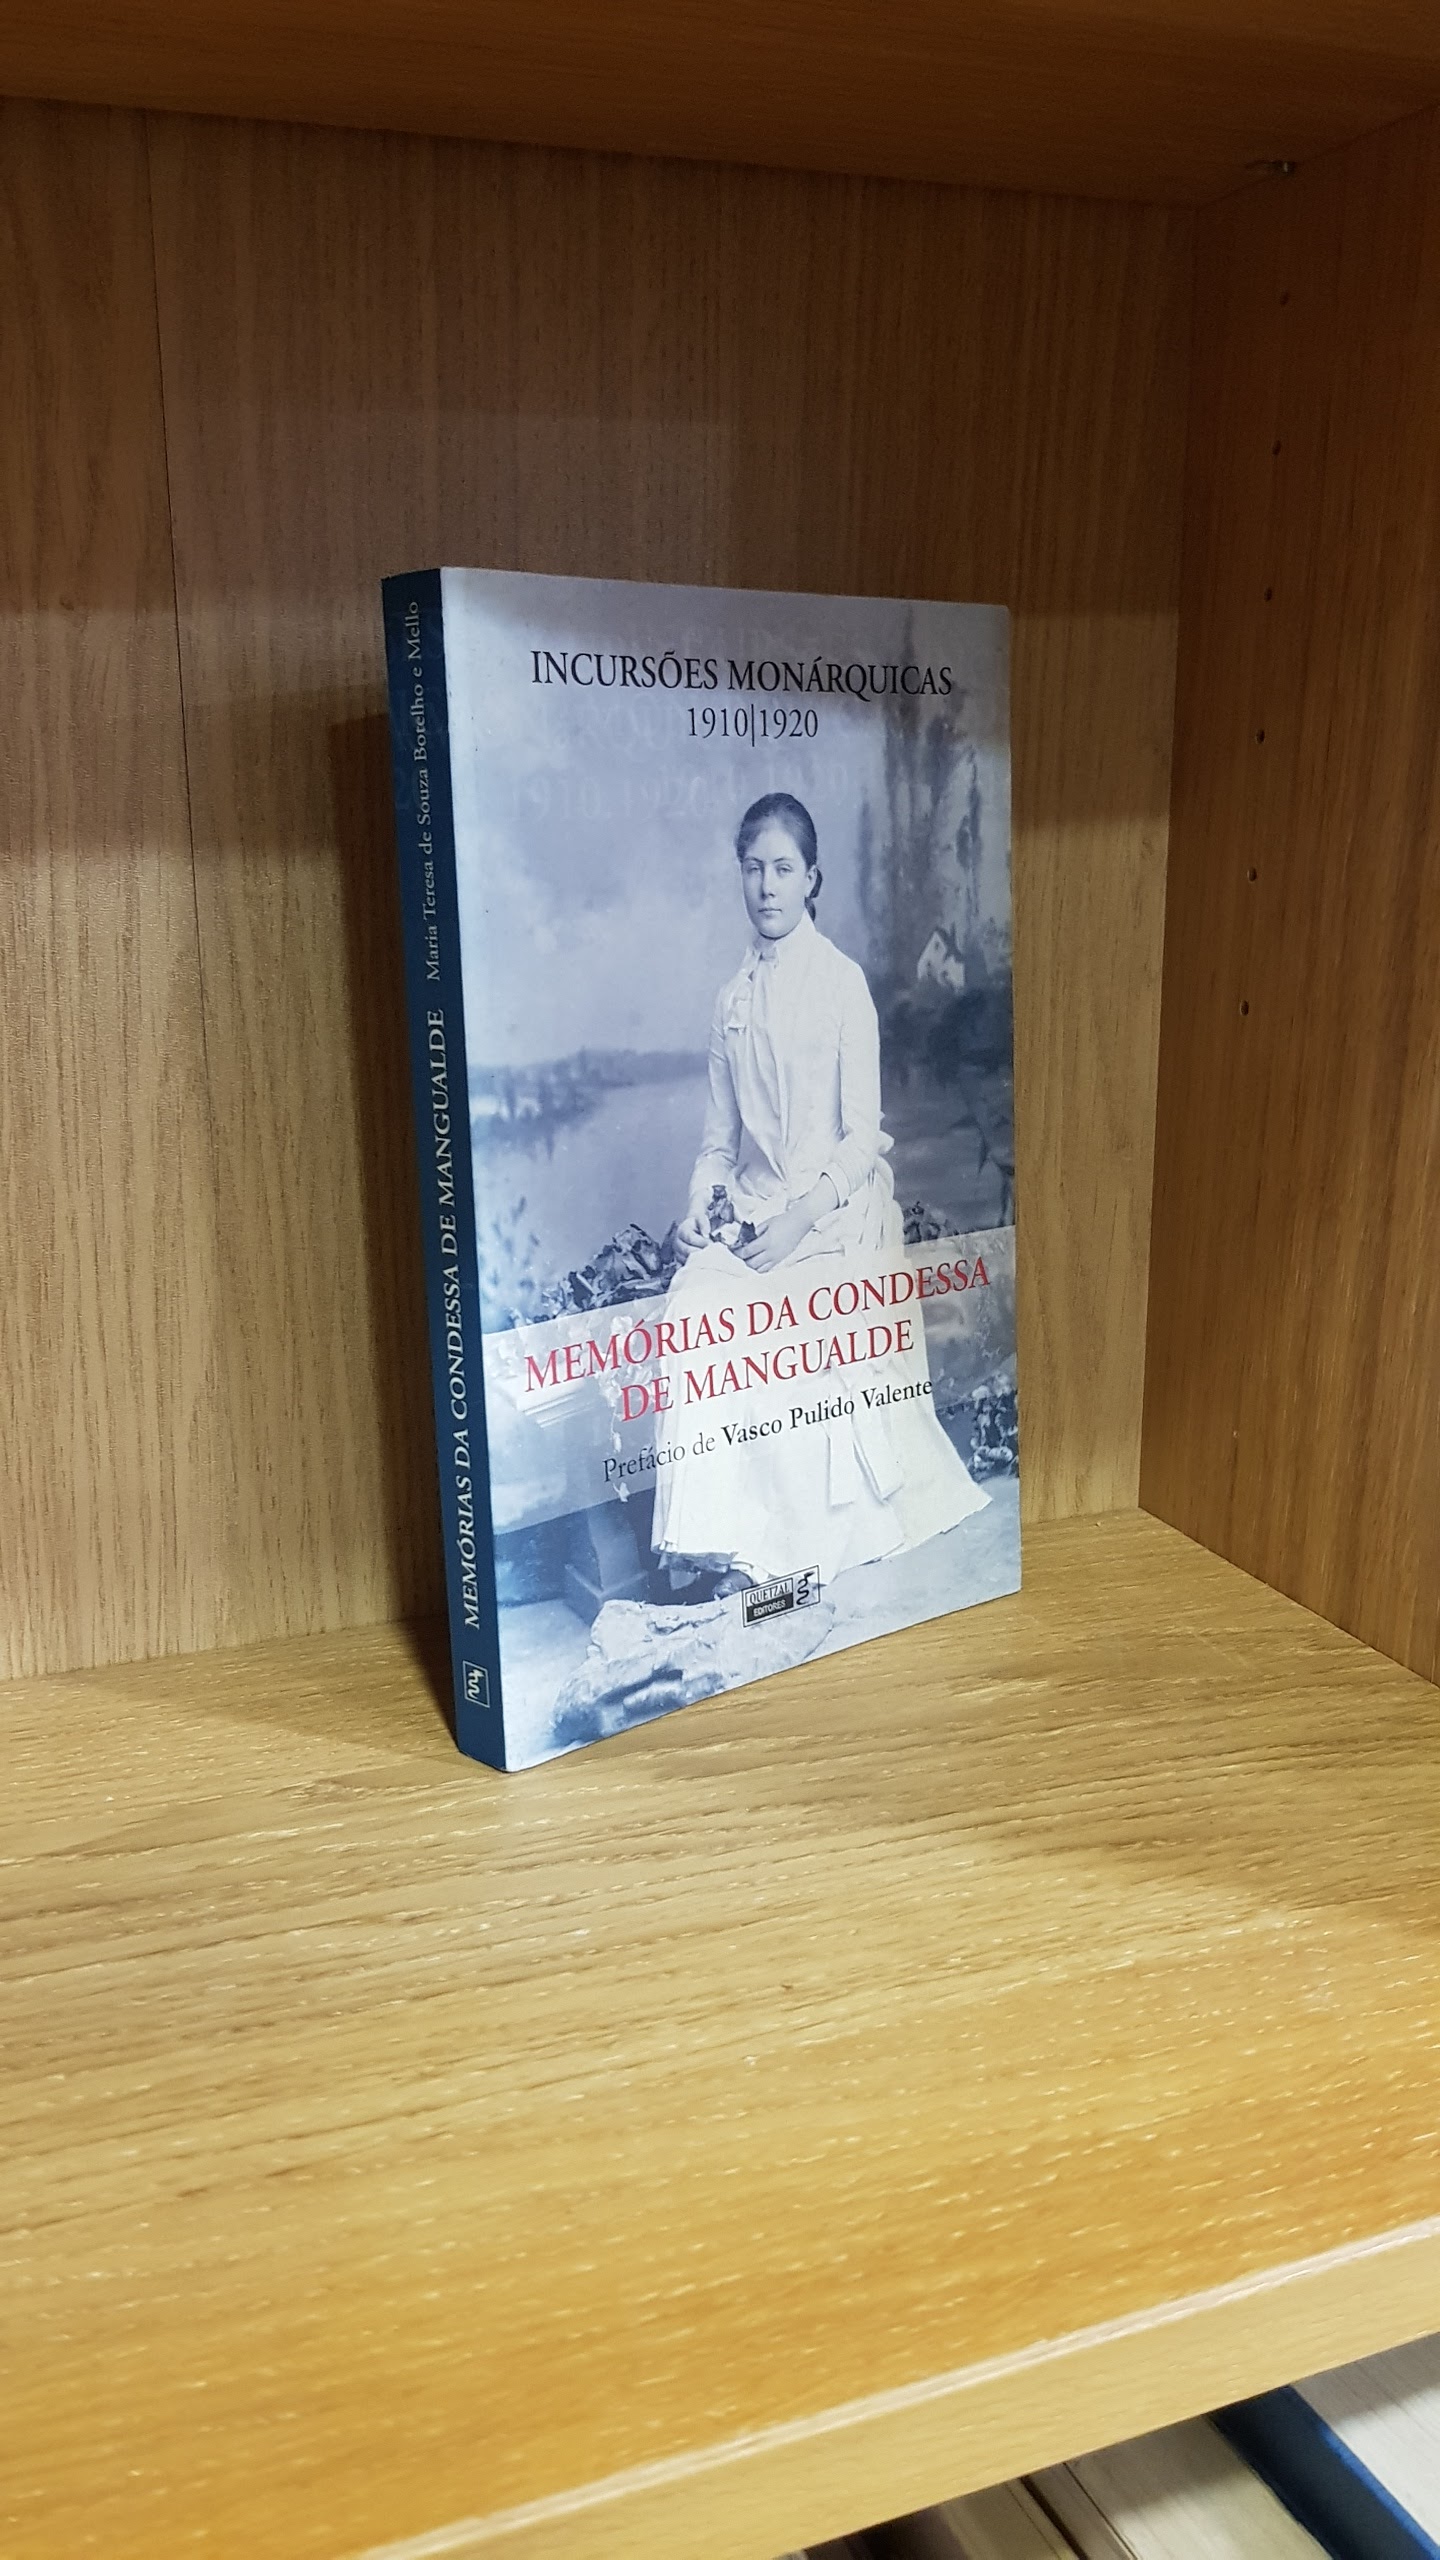 INCURSÕES MONÁRQUICAS
1910|1920
MEMÓRIAS DA CONDESSA
DE MANGUALDE
Prefácio de Vasco Pulido Valente
QUETZAL
EDITORES
MEMÓRIAS DA CONDESSA DE MANGUALDE Maria Teresa de Souza Botelho e Mello